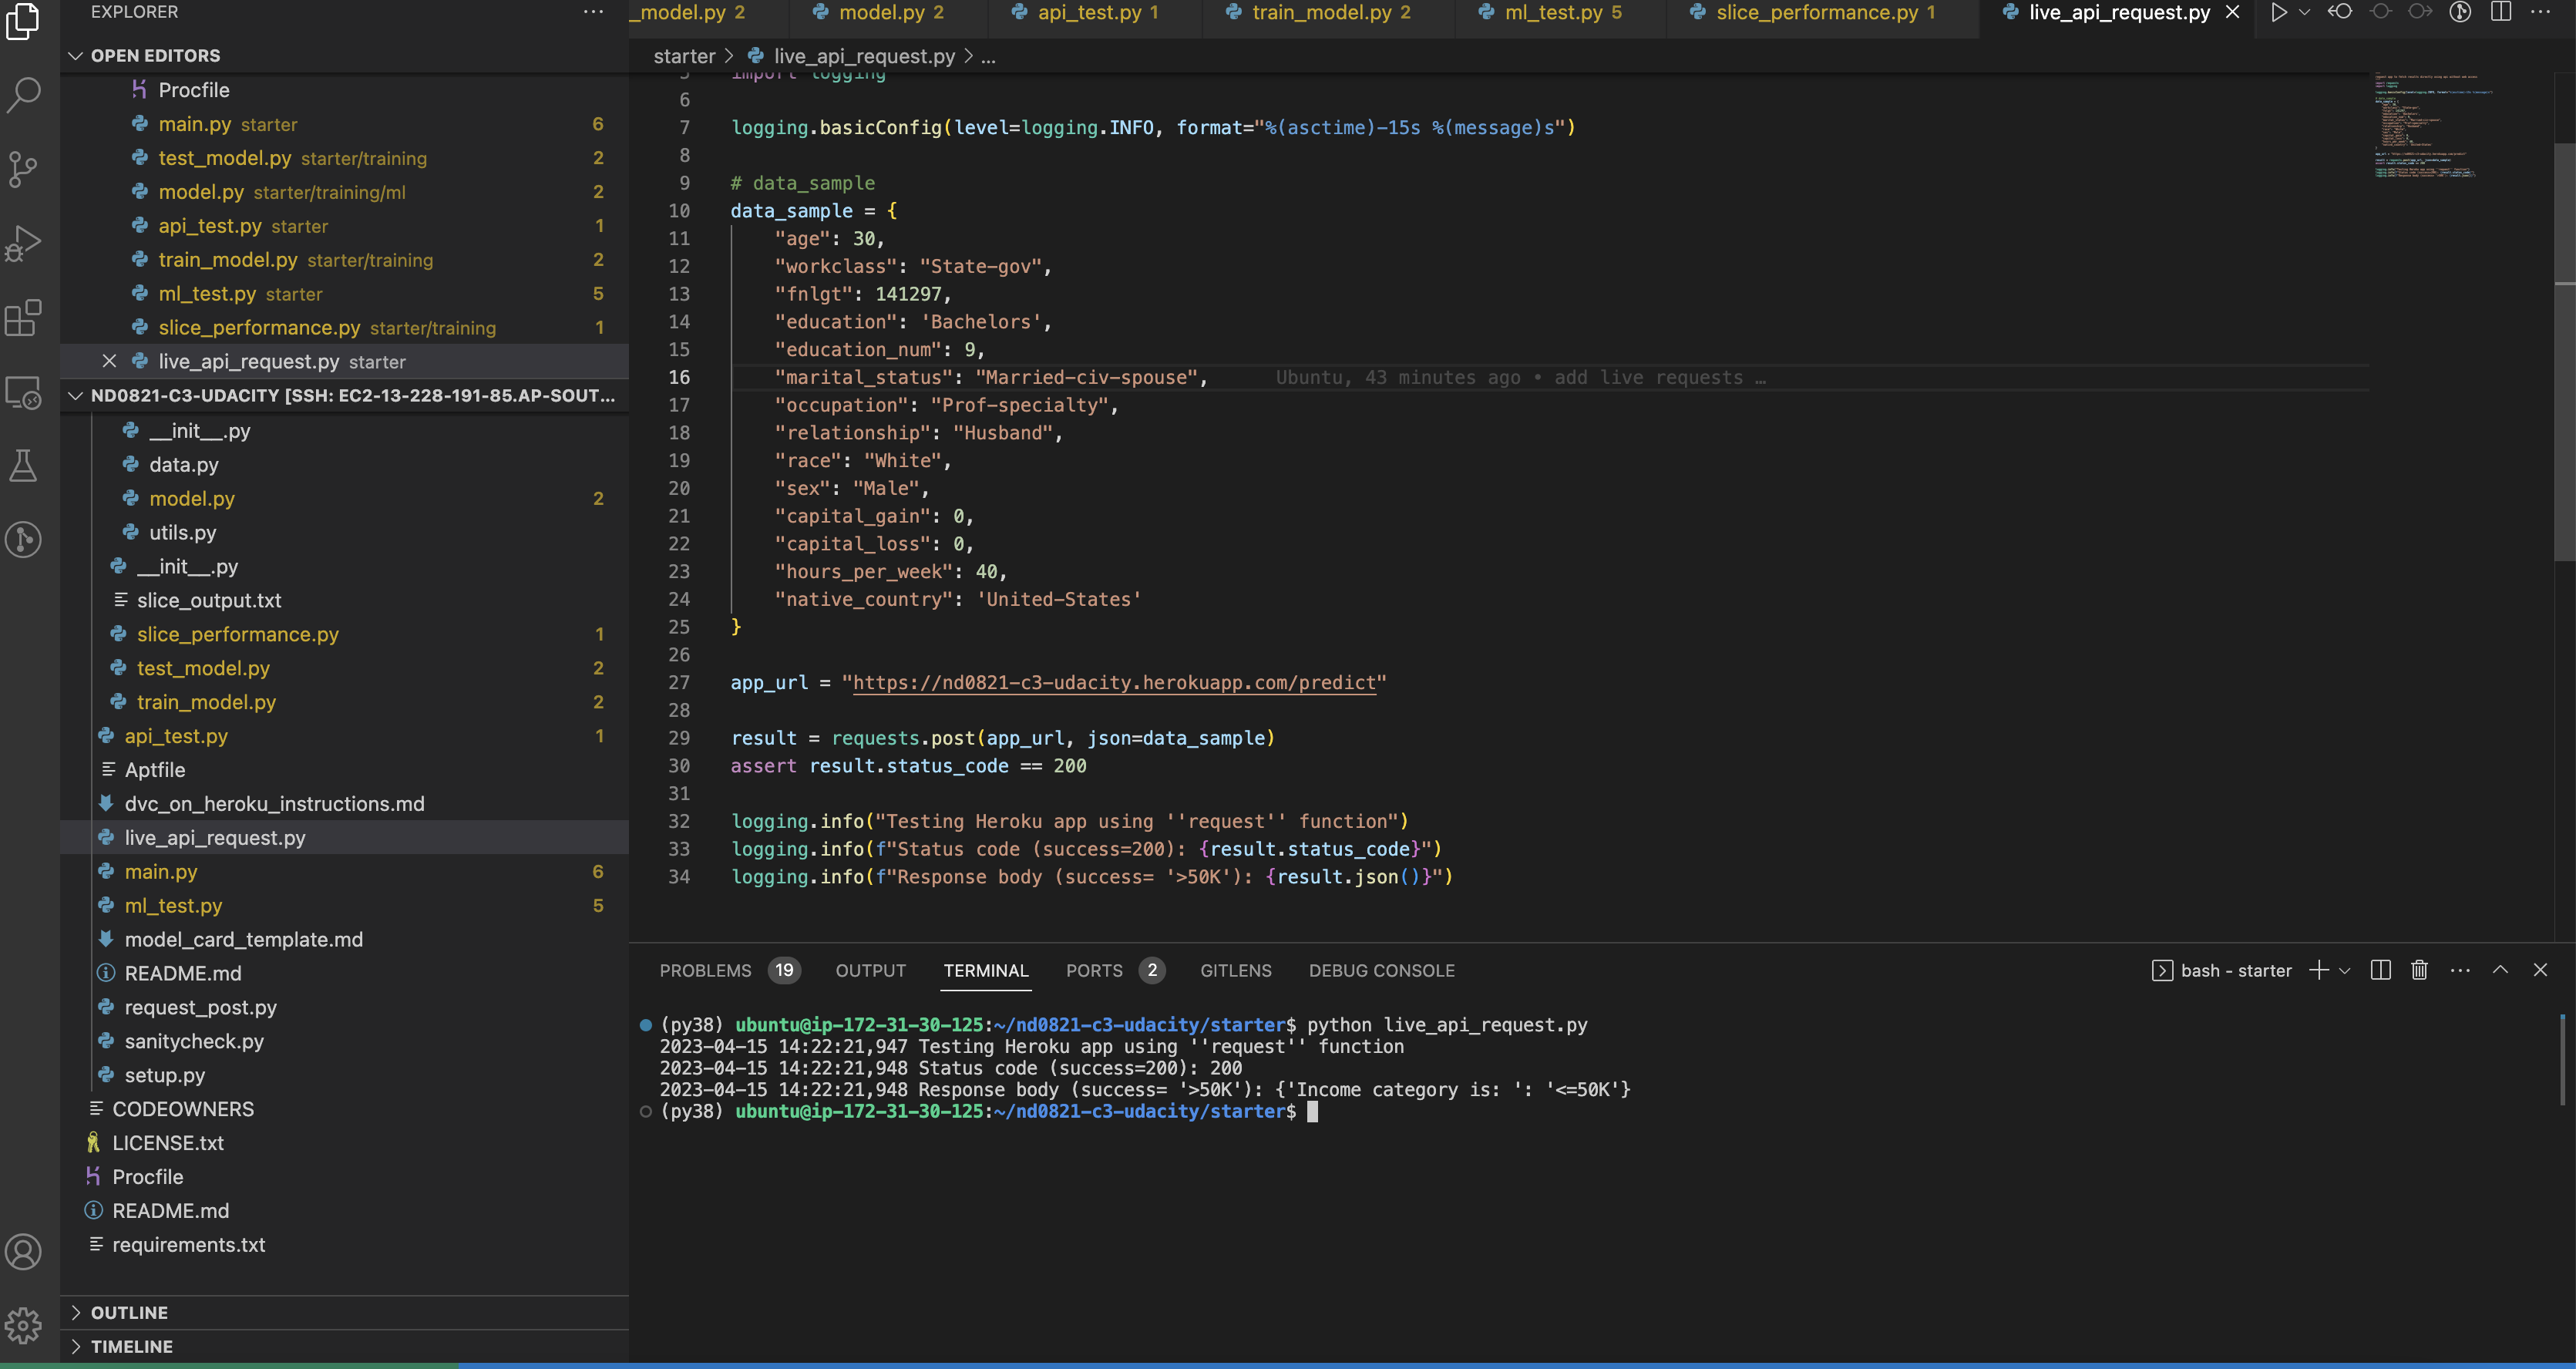 EXPLORER
OPEN EDITORS
Procfile
main.py starter 6
test_model.py starter/training 2
model.py starter/training/ml 2
api_test.py starter 1
train_model.py starter/training 2
ml_test.py starter 5
slice_performance.py starter/training 1
live_api_request.py starter
ND0821-C3-UDACITY [SSH: EC2-13-228-191-85.AP-SOUT...
__init__.py
data.py
model.py 2
utils.py
__init__.py
slice_output.txt
slice_performance.py 1
test_model.py 2
train_model.py 2
api_test.py 1
Aptfile
dvc_on_heroku_instructions.md
live_api_request.py
main.py 6
ml_test.py 5
model_card_template.md
README.md
request_post.py
sanitycheck.py
setup.py
CODEOWNERS
LICENSE.txt
Procfile
README.md
requirements.txt
OUTLINE
TIMELINE
_model.py 2 model.py 2 api_test.py 1 train_model.py 2 ml_test.py 5 slice_performance.py 1 live_api_request.py
starter > live_api_request.py > ...
5 import logging
6
7 logging.basicConfig(level=logging.INFO, format="%(asctime)-15s %(message)s")
8
9 # data_sample
10 data_sample = {
11 "age": 30,
12 "workclass": "State-gov",
13 "fnlgt": 141297,
14 "education": 'Bachelors',
15 "education_num": 9,
16 "marital_status": "Married-civ-spouse", Ubuntu, 43 minutes ago • add live requests …
17 "occupation": "Prof-specialty",
18 "relationship": "Husband",
19 "race": "White",
20 "sex": "Male",
21 "capital_gain": 0,
22 "capital_loss": 0,
23 "hours_per_week": 40,
24 "native_country": 'United-States'
25 }
26
27 app_url = "https://nd0821-c3-udacity.herokuapp.com/predict"
28
29 result = requests.post(app_url, json=data_sample)
30 assert result.status_code == 200
31
32 logging.info("Testing Heroku app using ''request'' function")
33 logging.info(f"Status code (success=200): {result.status_code}")
34 logging.info(f"Response body (success= '>50K'): {result.json()}")
PROBLEMS 19 OUTPUT TERMINAL PORTS 2 GITLENS DEBUG CONSOLE bash - starter
(py38) ubuntu@ip-172-31-30-125:~/nd0821-c3-udacity/starter$ python live_api_request.py
2023-04-15 14:22:21,947 Testing Heroku app using ''request'' function
2023-04-15 14:22:21,948 Status code (success=200): 200
2023-04-15 14:22:21,948 Response body (success= '>50K'): {'Income category is: ': '<=50K'}
(py38) ubuntu@ip-172-31-30-125:~/nd0821-c3-udacity/starter$